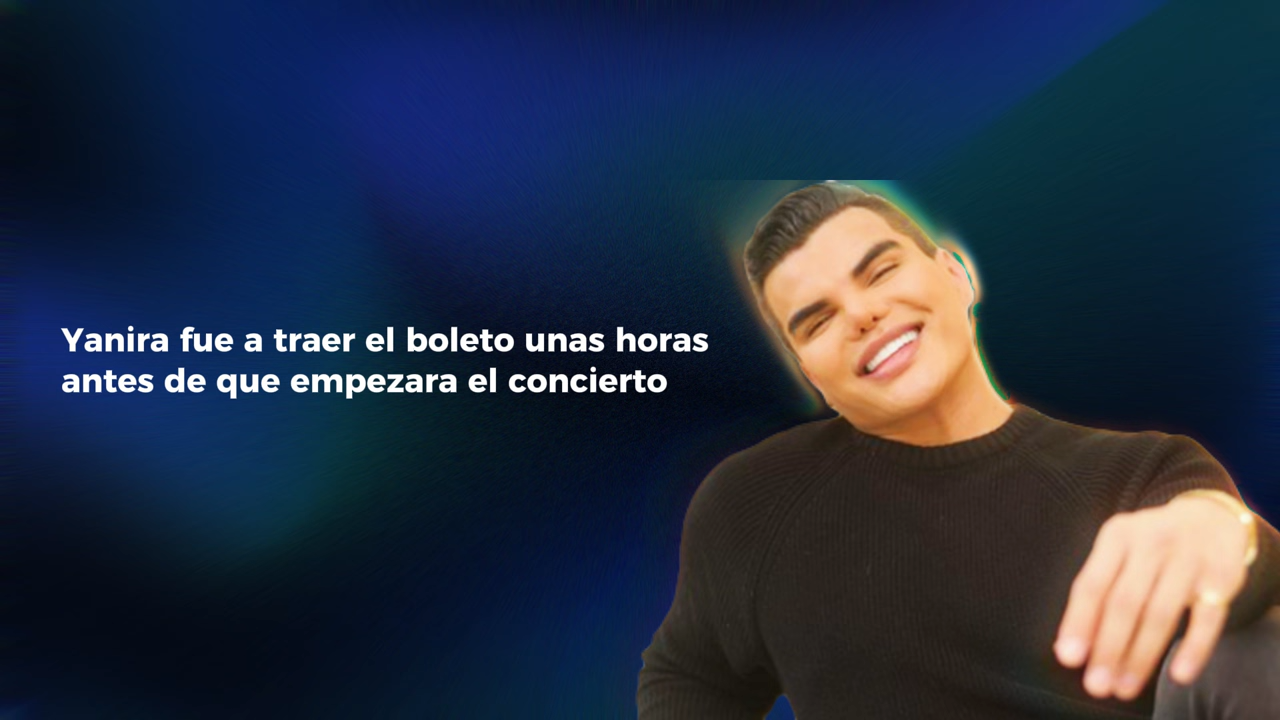 Yanira fue a traer el boleto unas horas
antes de que empezara el concierto